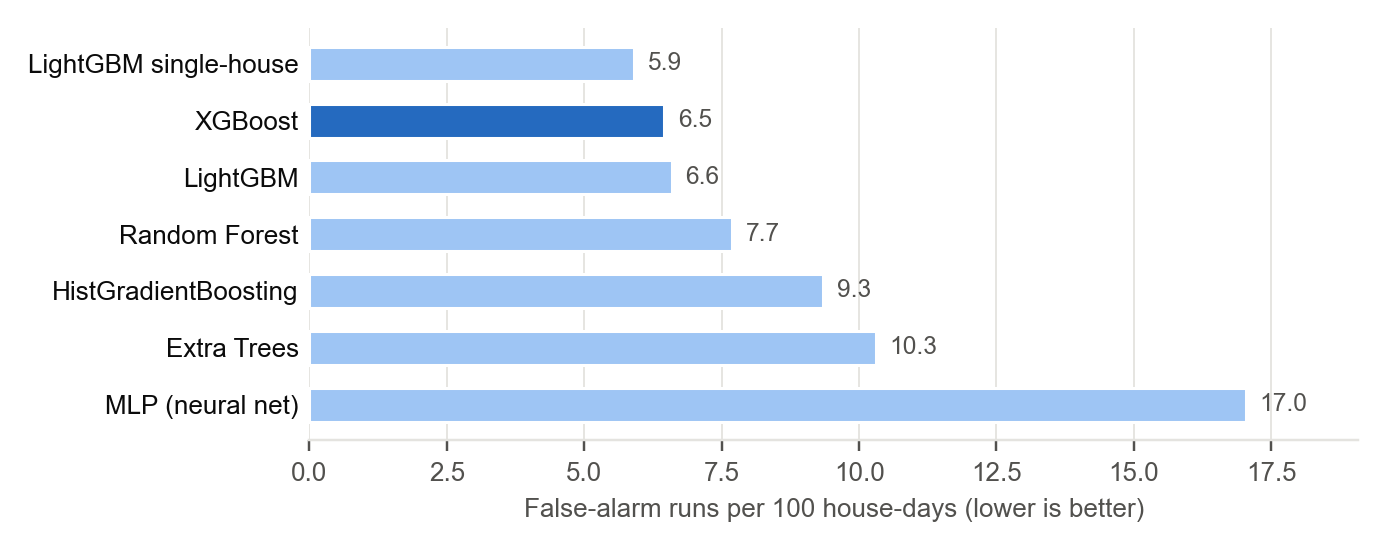 LightGBM single-house 5.9
XGBoost 6.5
LightGBM 6.6
Random Forest 7.7
HistGradientBoosting 9.3
Extra Trees 10.3
MLP (neural net) 17.0
0.0 2.5 5.0 7.5 10.0 12.5 15.0 17.5
False-alarm runs per 100 house-days (lower is better)